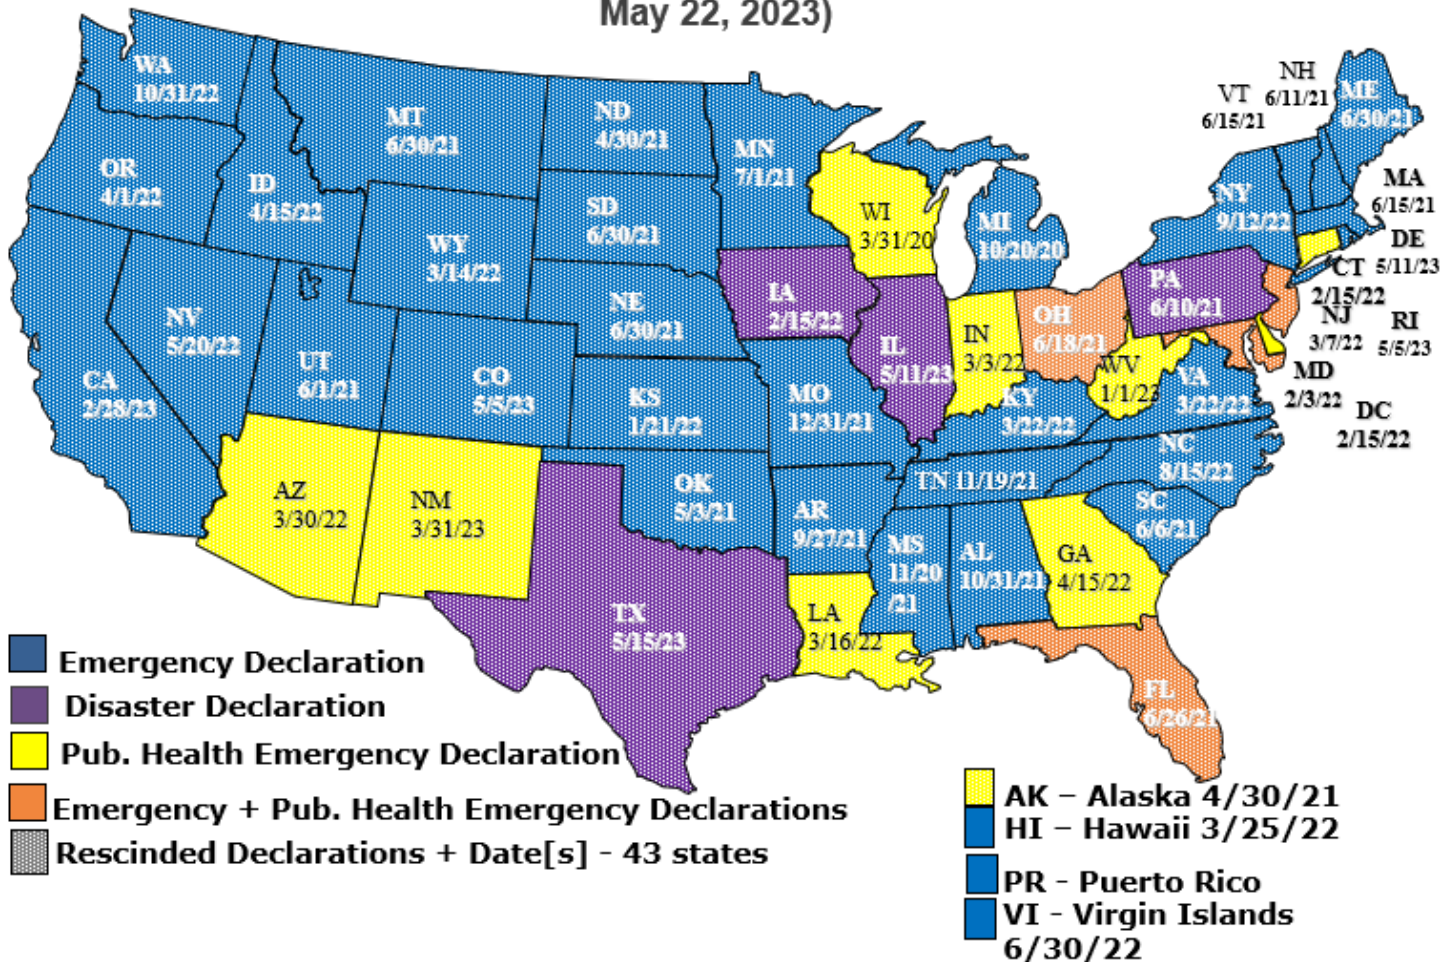 May 22, 2023)
WA
10/31/22
OR
4/1/22
ID
4/15/22
MT
6/30/21
ND
4/30/21
MN
7/1/21
SD
6/30/21
WY
3/14/22
NE
6/30/21
NV
5/20/22
UT
6/1/21
CA
2/28/23
CO
5/5/23
KS
1/21/22
IA
2/15/22
MO
12/31/21
WI
3/31/20
MI
10/20/20
IL
5/11/23
IN
3/3/22
OH
6/18/21
WV
1/1/23
KY
3/22/22
VA
3/22/22
PA
6/10/21
NY
9/12/22
VT
6/15/21
NH
6/11/21
ME
6/30/21
MA
6/15/21
DE
5/11/23
CT
2/15/22
NJ
3/7/22
RI
5/5/23
MD
2/3/22
DC
2/15/22
NC
8/15/22
TN 11/19/21
SC
6/6/21
AZ
3/30/22
NM
3/31/23
OK
5/3/21
AR
9/27/21
MS
11/20
/21
AL
10/31/21
GA
4/15/22
TX
5/15/23
LA
3/16/22
FL
6/26/21
Emergency Declaration
Disaster Declaration
Pub. Health Emergency Declaration
Emergency + Pub. Health Emergency Declarations
Rescinded Declarations + Date[s] - 43 states
AK – Alaska 4/30/21
HI – Hawaii 3/25/22
PR - Puerto Rico
VI - Virgin Islands
6/30/22